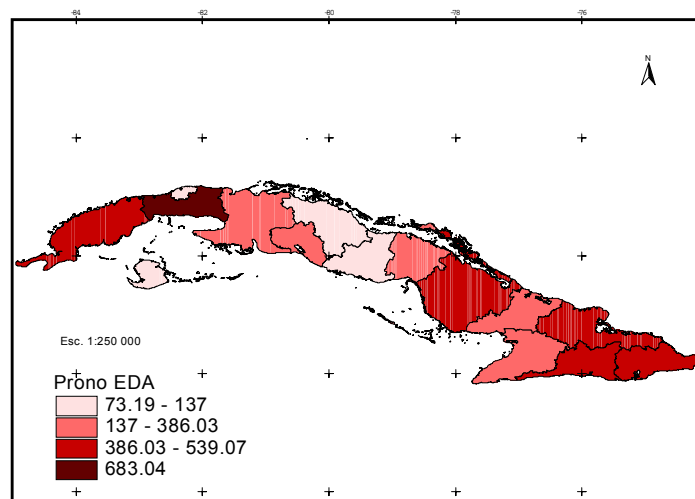 -84 -82 -80 -78 -76
N
Esc. 1:250 000
Prono EDA
73.19 - 137
137 - 386.03
386.03 - 539.07
683.04